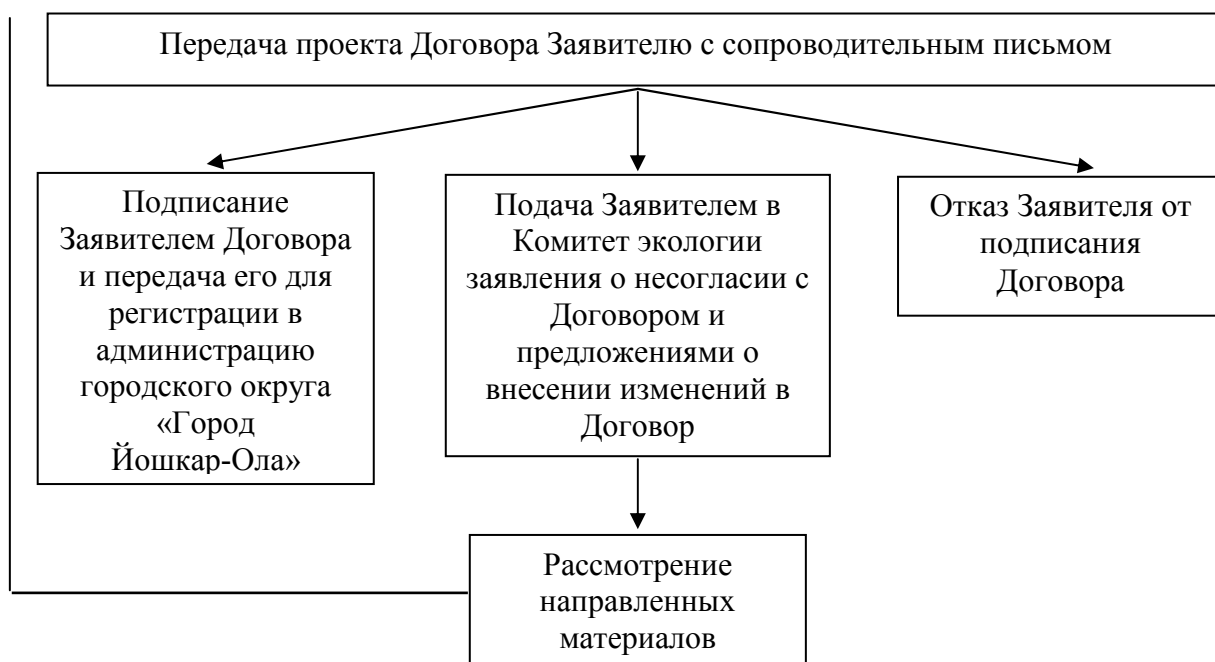 Передача проекта Договора Заявителю с сопроводительным письмом
Подписание
Заявителем Договора
и передача его для
регистрации в
администрацию
городского округа
«Город
Йошкар-Ола»
Подача Заявителем в
Комитет экологии
заявления о несогласии с
Договором и
предложениями о
внесении изменений в
Договор
Отказ Заявителя от
подписания
Договора
Рассмотрение
направленных
материалов